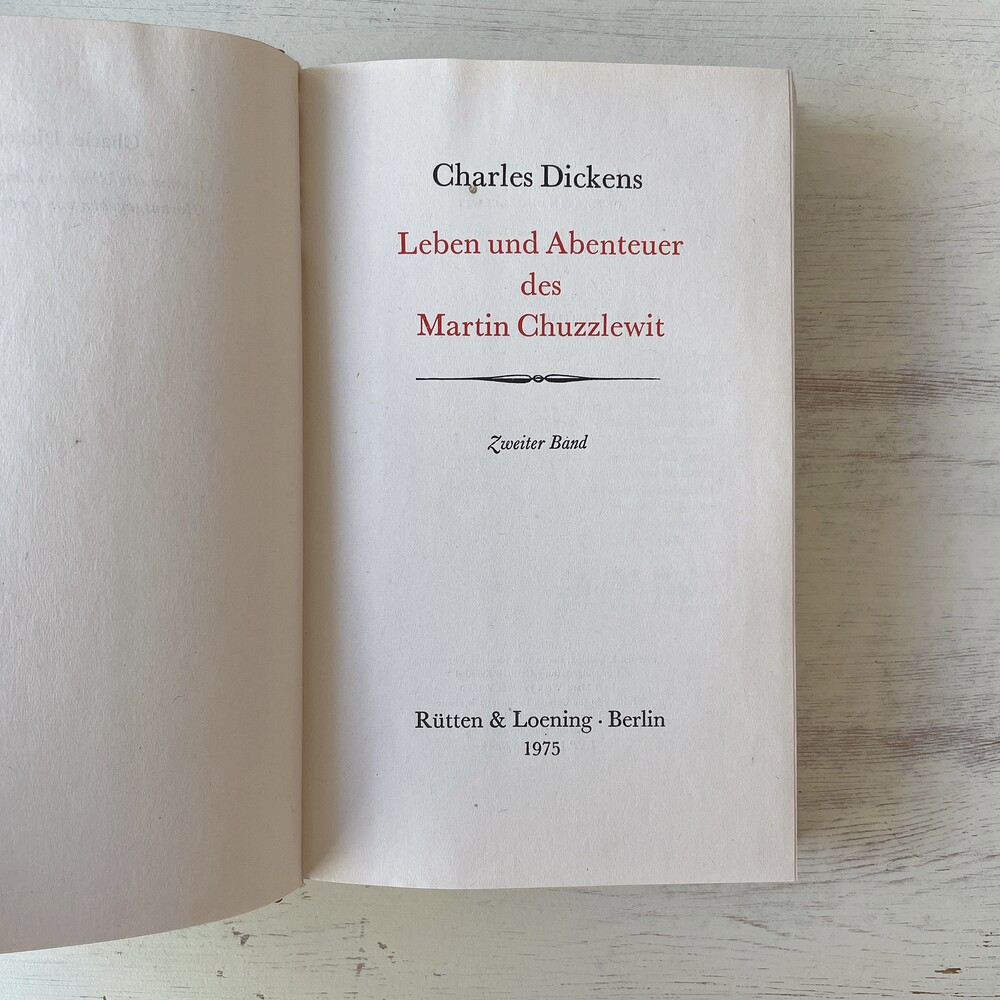 Charles Dickens
Leben und Abenteuer
des
Martin Chuzzlewit
Zweiter Band
Rütten & Loening · Berlin
1975